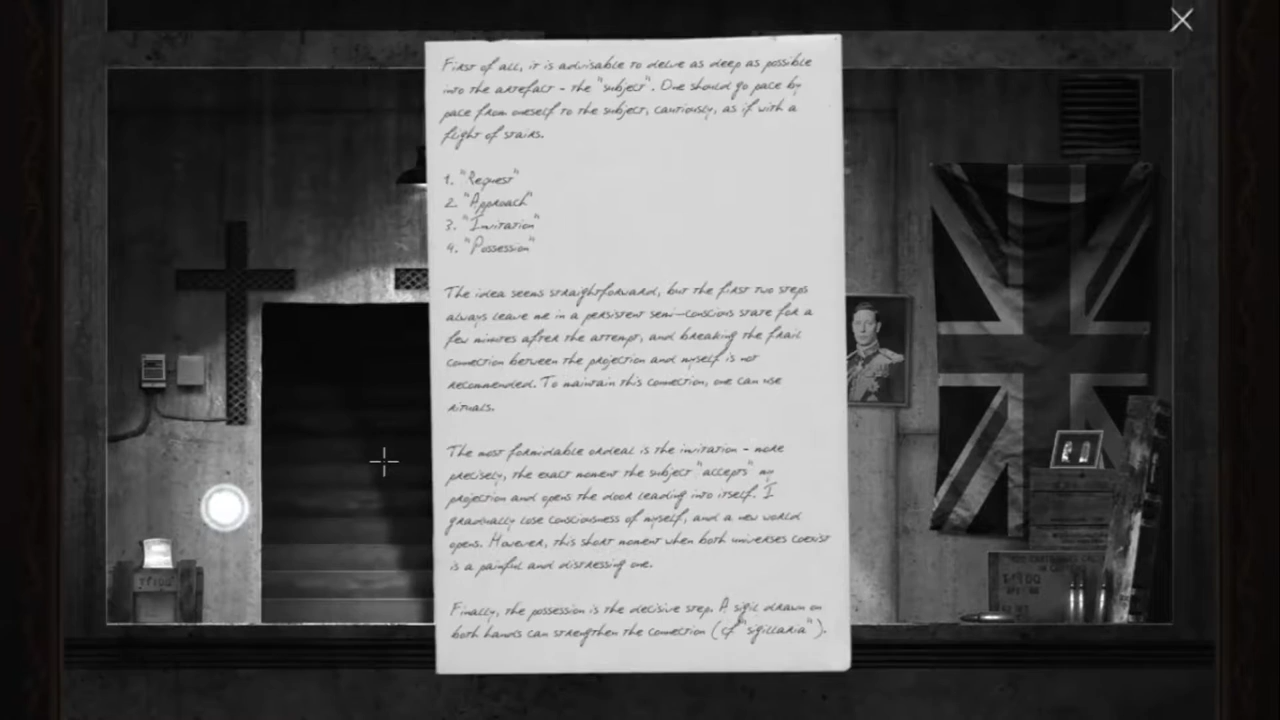 First of all, it is advisable to delve as deep as possible
into the artefact - the "subject". One should go pace by
pace from oneself to the subject, cautiously, as if with a
flight of stairs.
1. "Request"
2. "Approach"
3. "Invitation"
4. "Possession"
The idea seems straightforward, but the first two steps
always leave me in a persistent semi-conscious state for a
few minutes after the attempt, and breaking the frail
connection between the projection and myself is not
recommended. To maintain this connection, one can use
rituals.
The most formidable ordeal is the invitation - more
precisely, the exact moment the subject "accepts" my
projection and opens the door leading into itself. I
gradually lose consciousness of myself, and a new world
opens. However, this short moment when both universes coexist
is a painful and distressing one.
Finally, the possession is the decisive step. A sigil drawn on
both hands can strengthen the connection (cf "sigillaria").